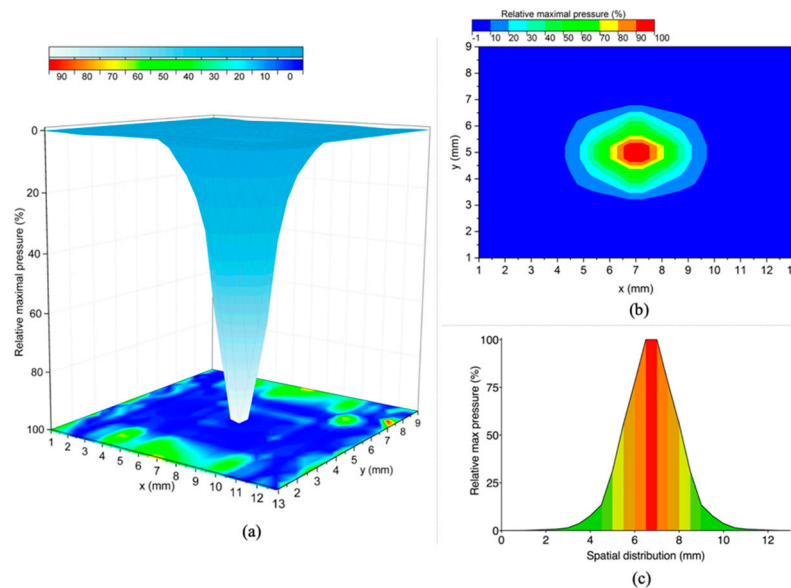 90 80 70 60 50 40 30 20 10 0
0
20
40
60
80
100
Relative maximal pressure (%)
1 2 3 4 5 6 7 8 9 10 11 12 13
x (mm)
2 3 4 5 6 7 8 9
y (mm)
(a)
Relative maximal pressure (%)
-1 10 20 30 40 50 60 70 80 90 100
9
8
7
6
5
4
3
2
1
y (mm)
1 2 3 4 5 6 7 8 9 10 11 12 13
x (mm)
(b)
100
75
50
25
0
Relative max pressure (%)
0 2 4 6 8 10 12
Spatial distribution (mm)
(c)